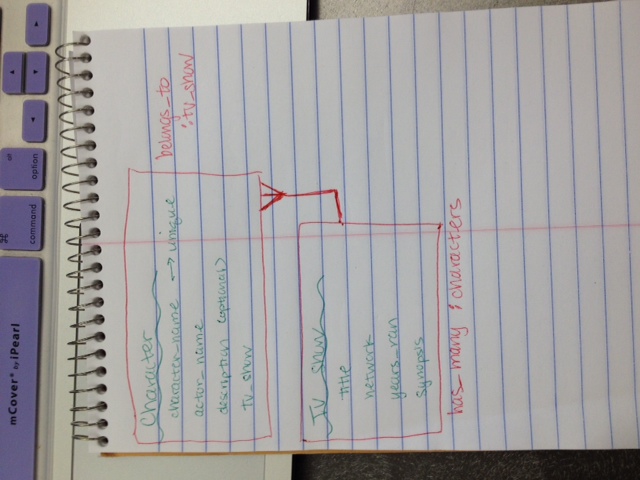 mCover® by iPearl
⌘
command
option
Character
character_name ↔ unique
actor_name
description (optional)
tv_show
belongs_to
:tv_show
TV show
title
network
years_ran
synopsis
has_many :characters